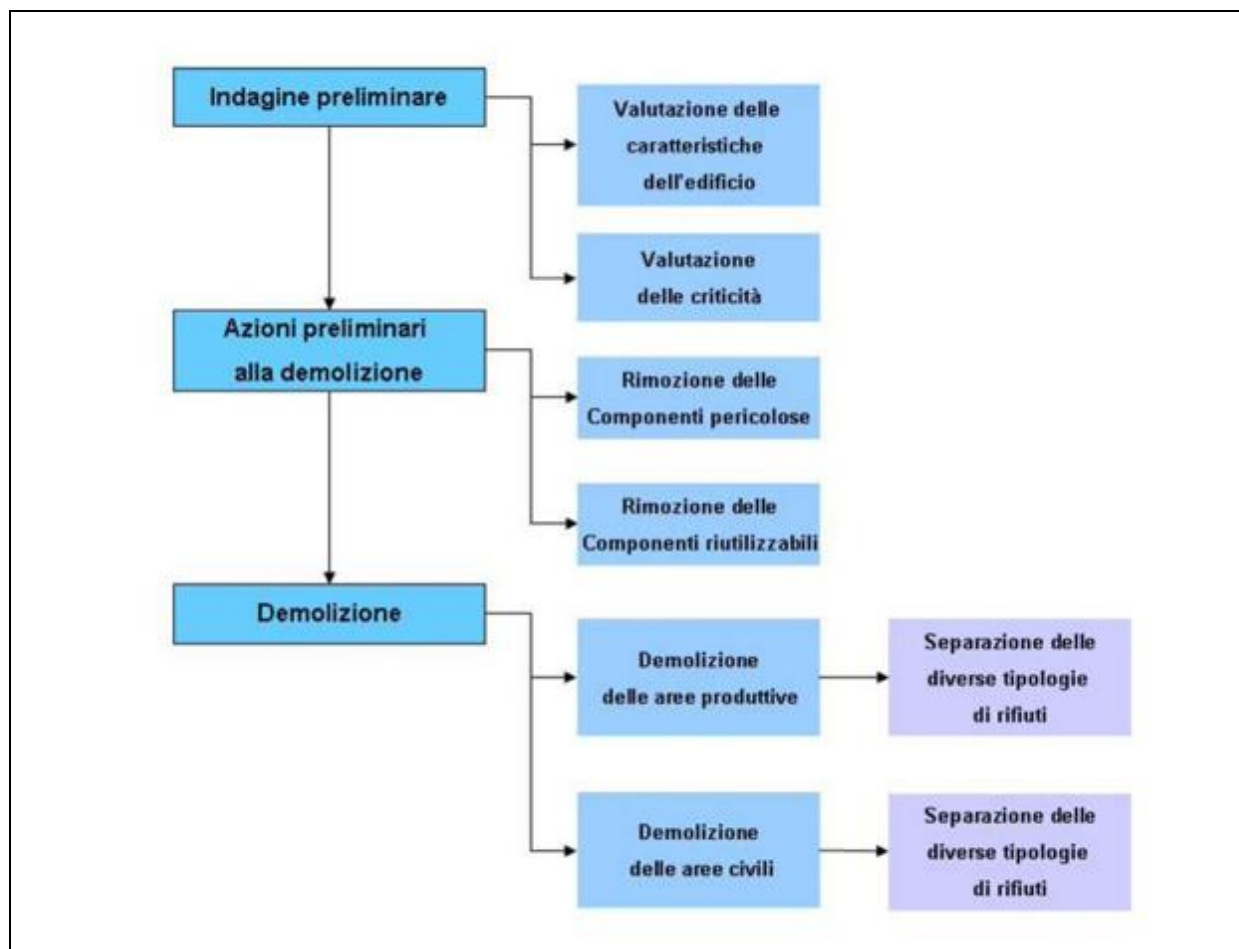 Indagine preliminare
Valutazione delle
caratteristiche
dell'edificio
Valutazione
delle criticità
Azioni preliminari
alla demolizione
Rimozione delle
Componenti pericolose
Rimozione delle
Componenti riutilizzabili
Demolizione
Demolizione
delle aree produttive
Separazione delle
diverse tipologie
di rifiuti
Demolizione
delle aree civili
Separazione delle
diverse tipologie
di rifiuti